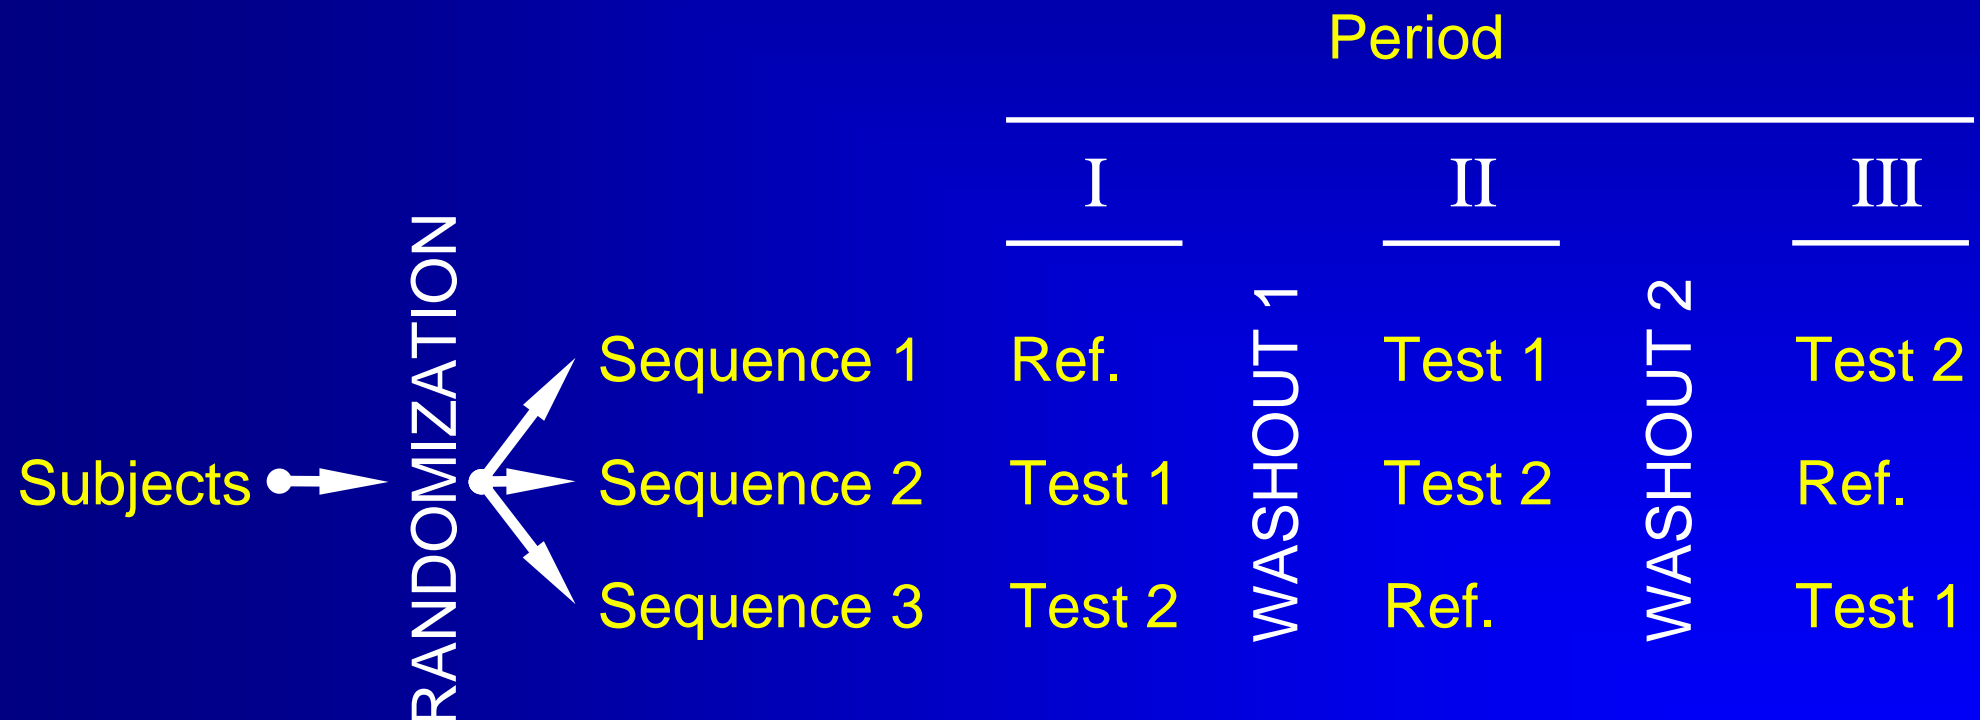 Period
I II III
RANDOMIZATION
WASHOUT 1
WASHOUT 2
Sequence 1 Ref. Test 1 Test 2
Subjects Sequence 2 Test 1 Test 2 Ref.
Sequence 3 Test 2 Ref. Test 1